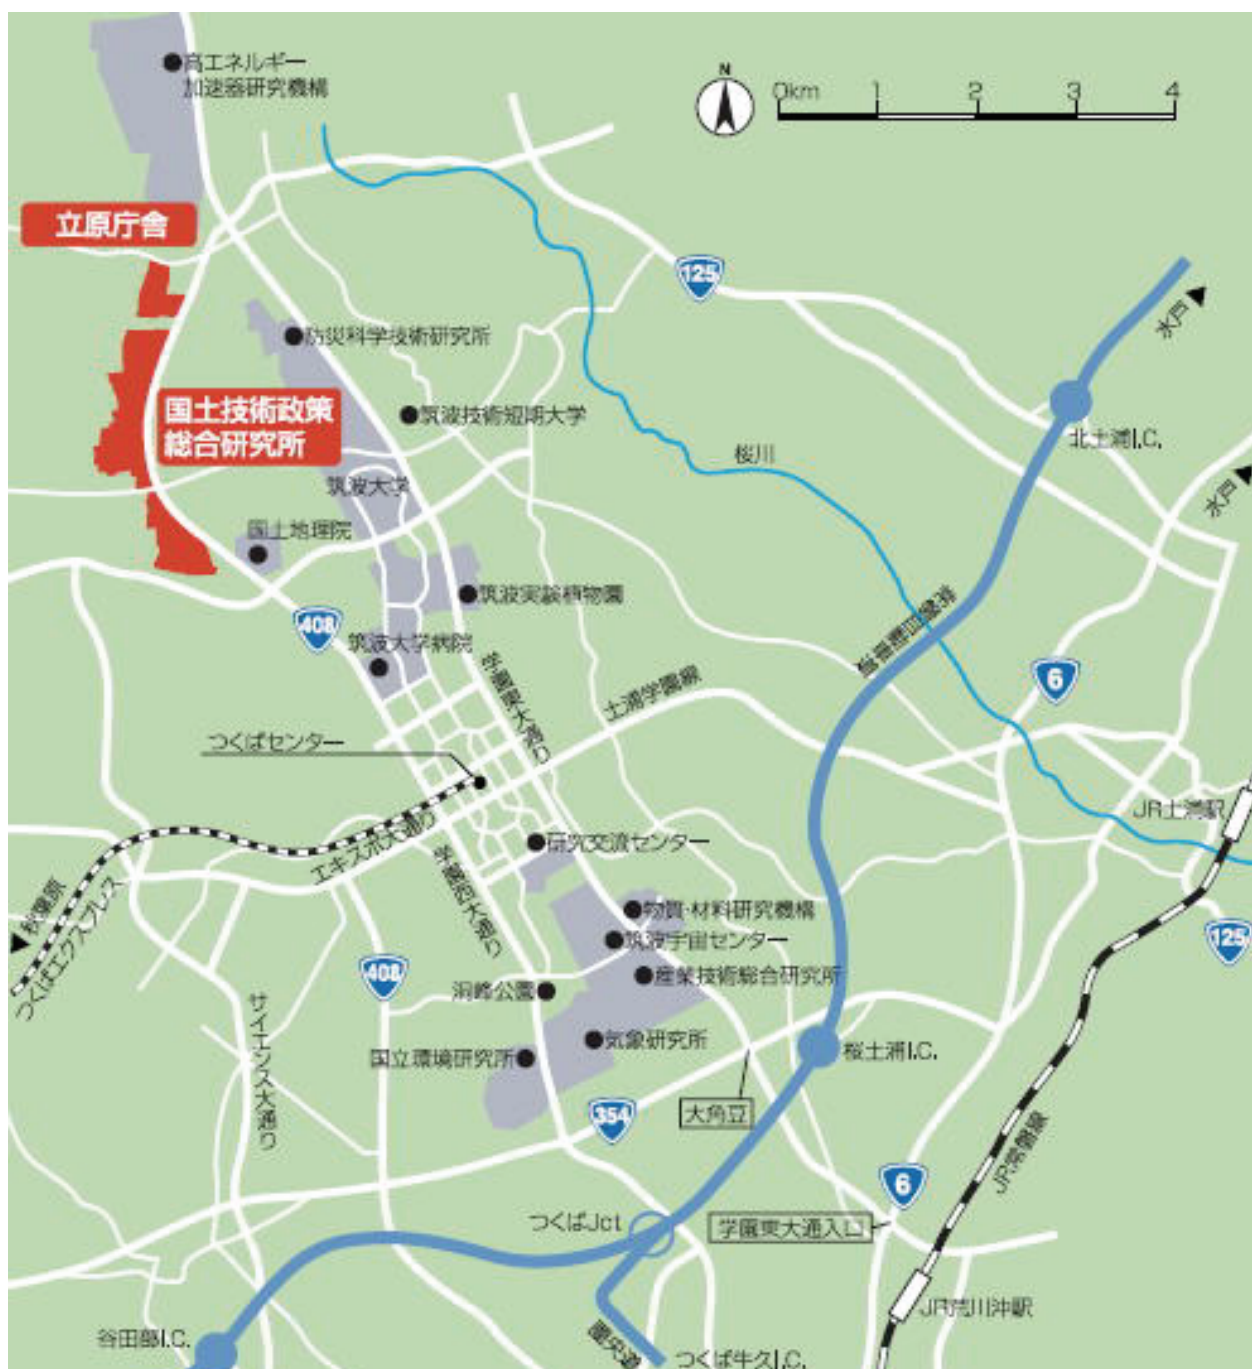 高エネルギー
加速器研究機構
N
0km 1 2 3 4
立原庁舎
125
水戸
防災科学技術研究所
国土技術政策
総合研究所
筑波技術短期大学
北土浦I.C.
桜川
水戸
筑波大学
国土地理院
筑波実験植物園
常磐自動車道
408
筑波大学病院
学園東大通り
土浦学園線
6
つくばセンター
JR土浦駅
エキスポ大通り
学園西大通り
研究交流センター
秋葉原
つくばエクスプレス
物質・材料研究機構
筑波宇宙センター
125
408
産業技術総合研究所
洞峰公園
サイエンス大通り
気象研究所
国立環境研究所
桜土浦I.C.
354
大角豆
JR常磐線
6
つくばJct
学園東大通入口
JR荒川沖駅
谷田部I.C.
圏央道
つくば牛久I.C.